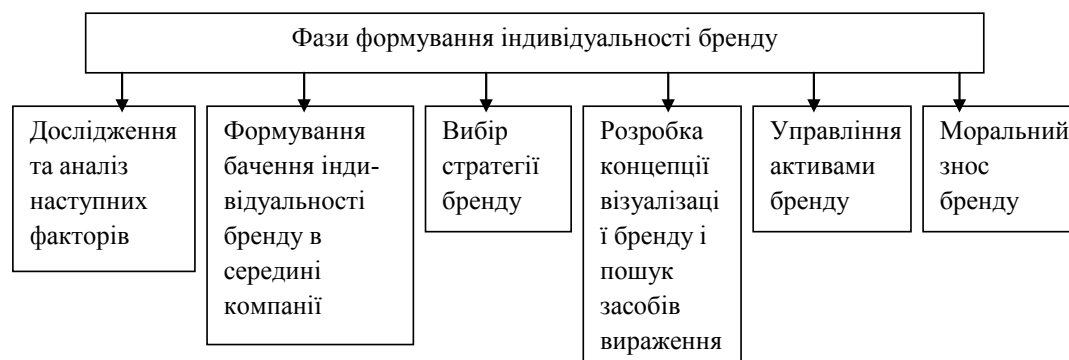 Фази формування індивідуальності бренду
Дослідження
та аналіз
наступних
факторів
Формування
бачення інди-
відуальності
бренду в
середині
компанії
Вибір
стратегії
бренду
Розробка
концепції
візуалізаці
ї бренду і
пошук
засобів
вираження
Управління
активами
бренду
Моральний
знос
бренду